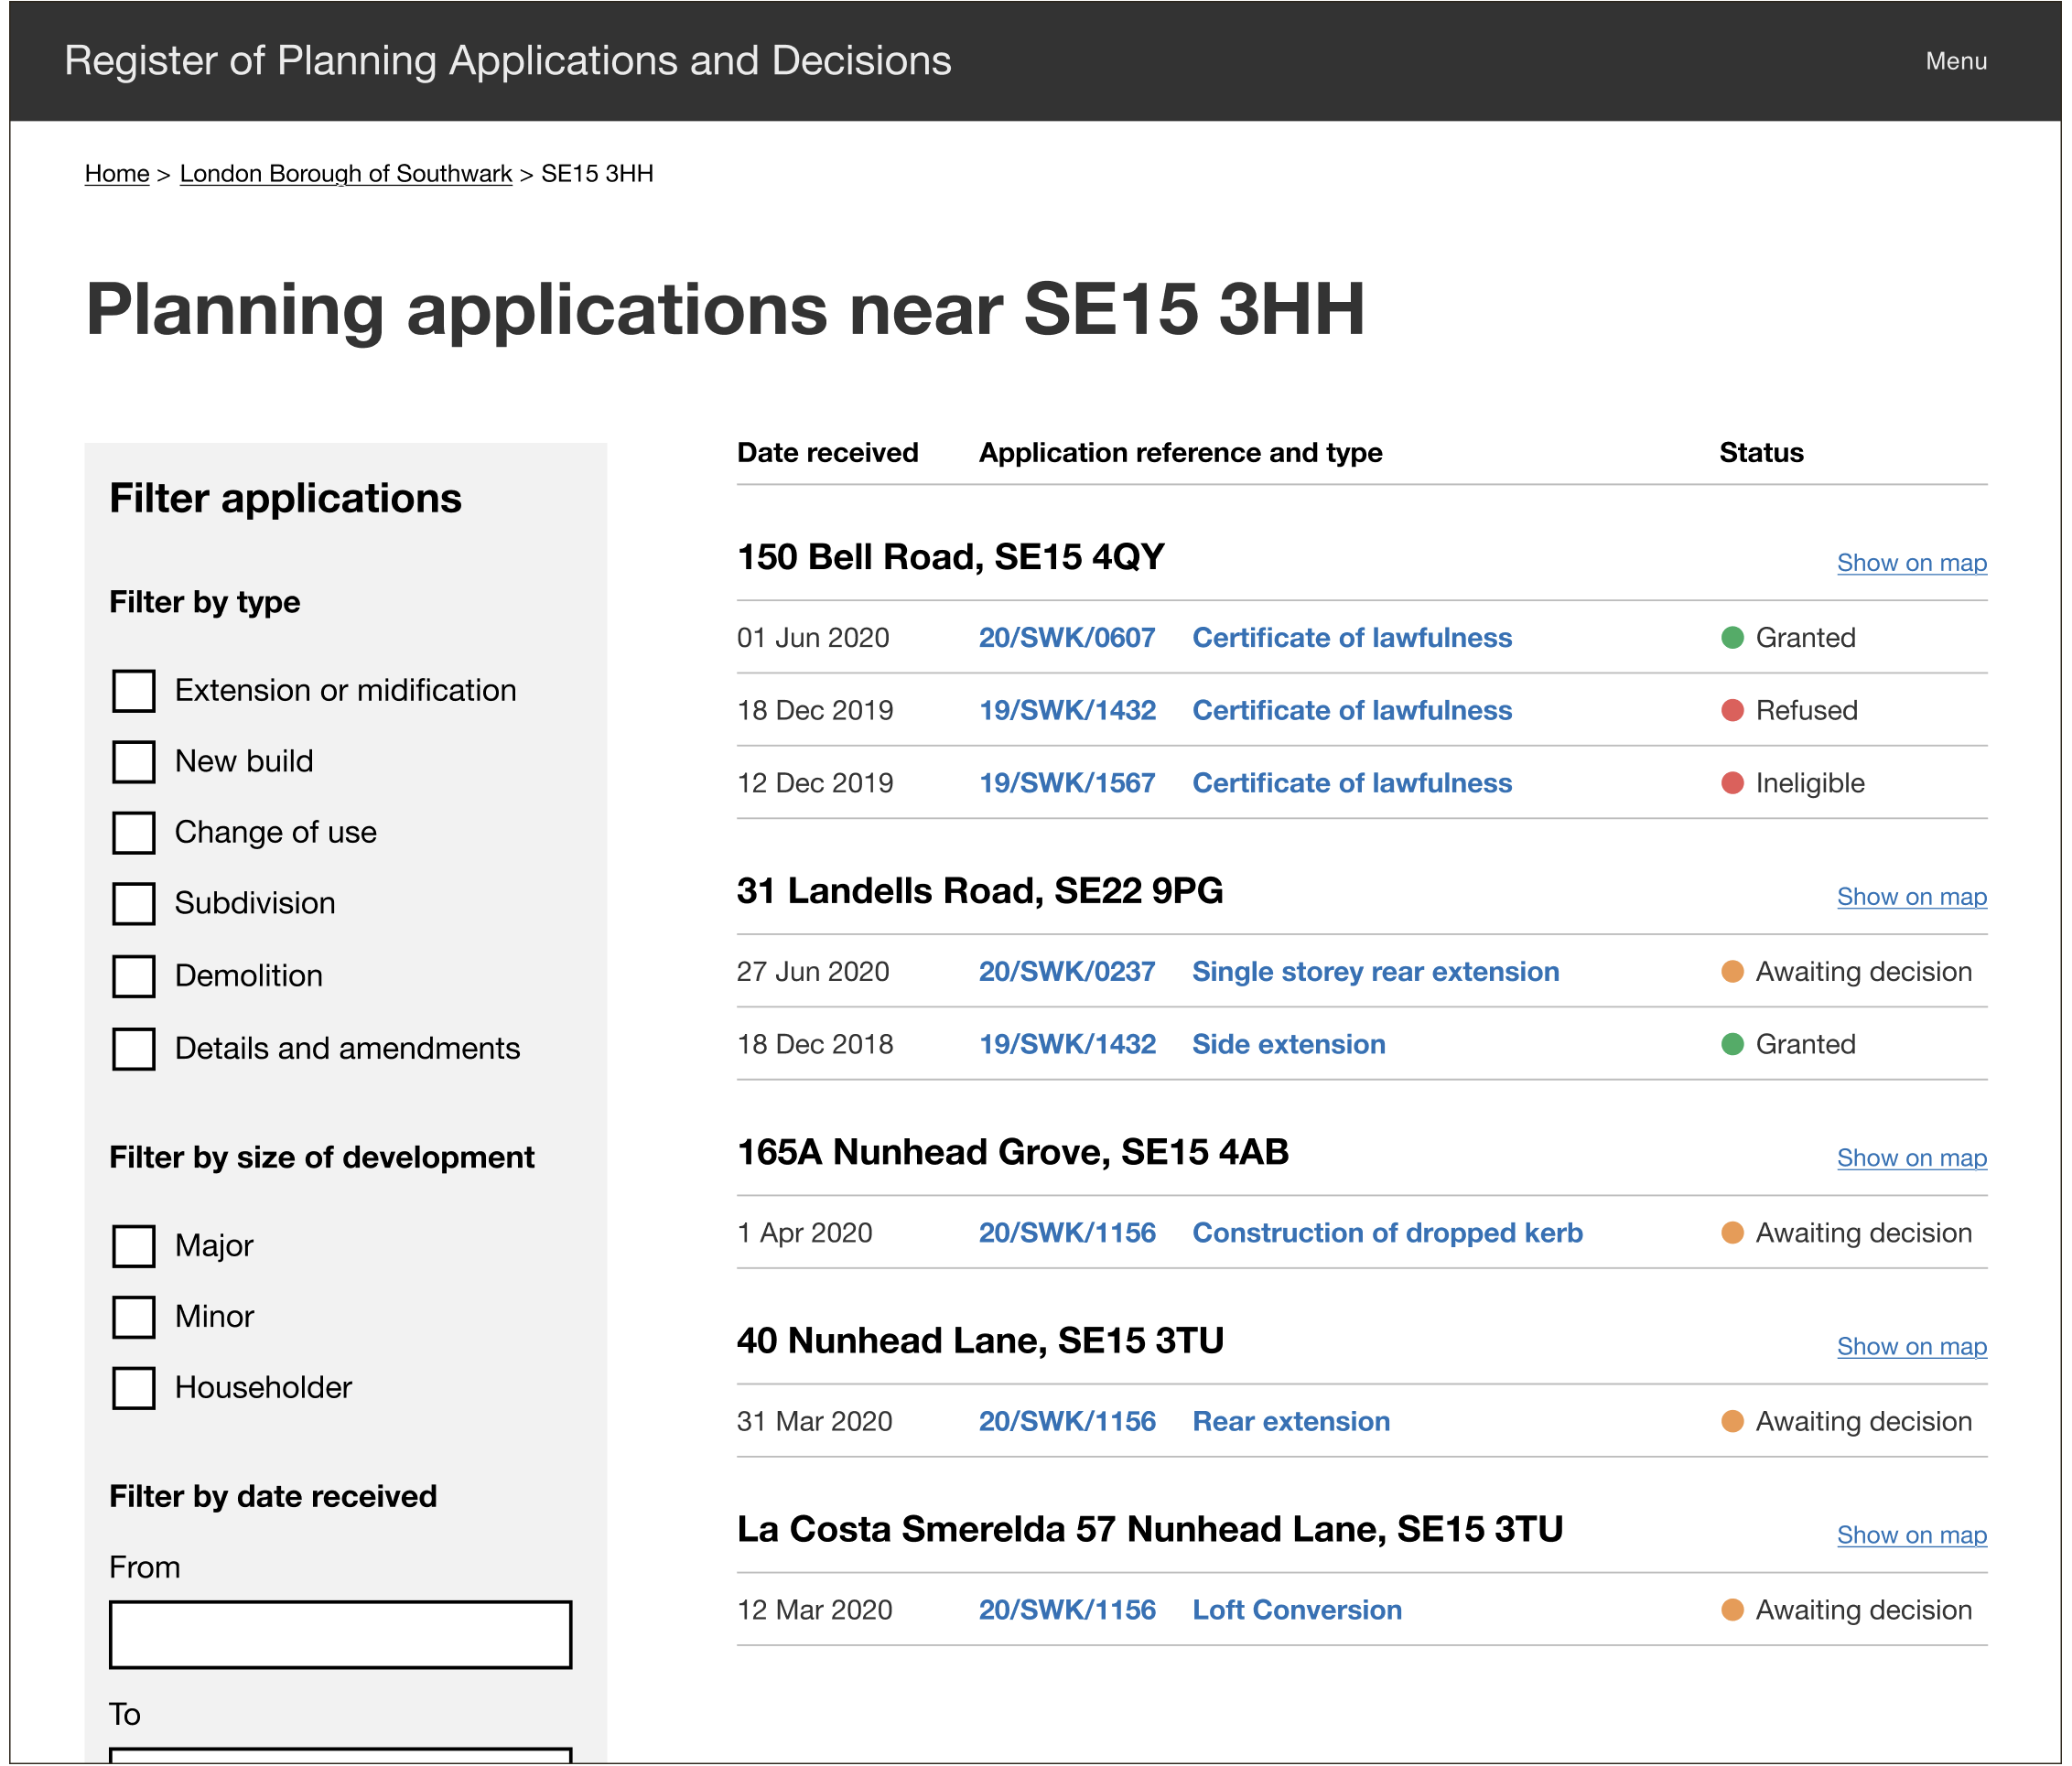 Register of Planning Applications and Decisions
Menu
Home > London Borough of Southwark > SE15 3HH
Planning applications near SE15 3HH
Filter applications
Filter by type
Extension or midification
New build
Change of use
Subdivision
Demolition
Details and amendments
Filter by size of development
Major
Minor
Householder
Filter by date received
From
To
Date received Application reference and type Status
150 Bell Road, SE15 4QY Show on map
01 Jun 2020 20/SWK/0607 Certificate of lawfulness Granted
18 Dec 2019 19/SWK/1432 Certificate of lawfulness Refused
12 Dec 2019 19/SWK/1567 Certificate of lawfulness Ineligible
31 Landells Road, SE22 9PG Show on map
27 Jun 2020 20/SWK/0237 Single storey rear extension Awaiting decision
18 Dec 2018 19/SWK/1432 Side extension Granted
165A Nunhead Grove, SE15 4AB Show on map
1 Apr 2020 20/SWK/1156 Construction of dropped kerb Awaiting decision
40 Nunhead Lane, SE15 3TU Show on map
31 Mar 2020 20/SWK/1156 Rear extension Awaiting decision
La Costa Smerelda 57 Nunhead Lane, SE15 3TU Show on map
12 Mar 2020 20/SWK/1156 Loft Conversion Awaiting decision